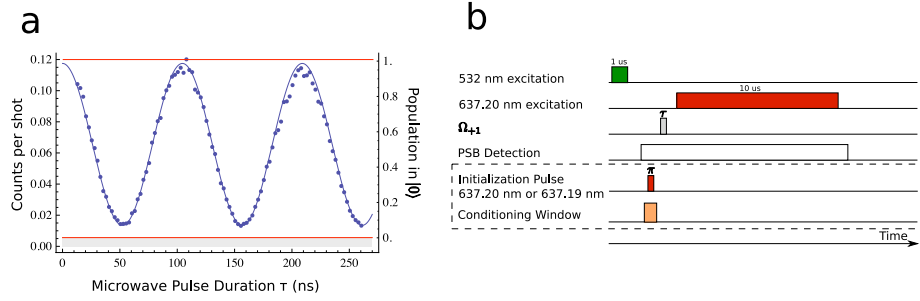 a
0.12
0.10
0.08
0.06
0.04
0.02
0.00
Counts per shot
1.
0.8
0.6
0.4
0.2
0.
Population in |0⟩
0 50 100 150 200 250
Microwave Pulse Duration τ (ns)
b
1 us
532 nm excitation
10 us
637.20 nm excitation
τ
Ω+1
PSB Detection
π
Initialization Pulse
637.20 nm or 637.19 nm
Conditioning Window
Time